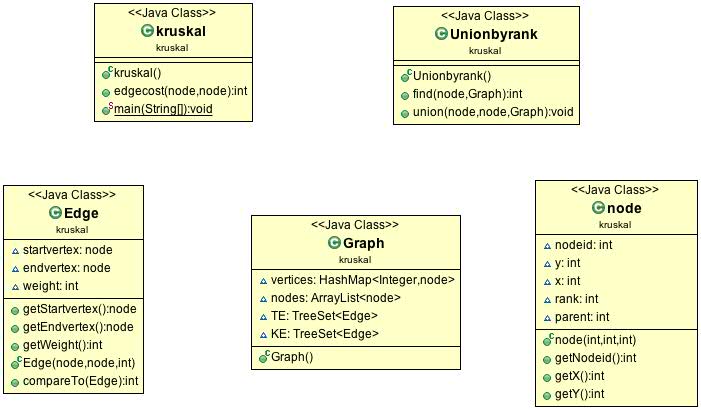 <<Java Class>>
kruskal
kruskal
kruskal()
edgecost(node,node):int
main(String[]):void
<<Java Class>>
Unionbyrank
kruskal
Unionbyrank()
find(node,Graph):int
union(node,node,Graph):void
<<Java Class>>
Edge
kruskal
startvertex: node
endvertex: node
weight: int
getStartvertex():node
getEndvertex():node
getWeight():int
Edge(node,node,int)
compareTo(Edge):int
<<Java Class>>
Graph
kruskal
vertices: HashMap<Integer,node>
nodes: ArrayList<node>
TE: TreeSet<Edge>
KE: TreeSet<Edge>
Graph()
<<Java Class>>
node
kruskal
nodeid: int
y: int
x: int
rank: int
parent: int
node(int,int,int)
getNodeid():int
getX():int
getY():int